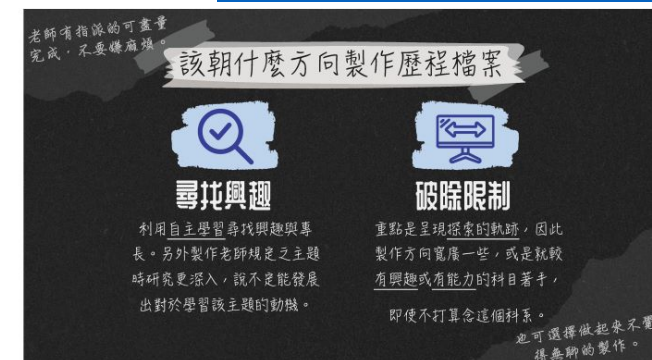 老師有指派的可盡量
完成,不要嫌麻煩。
該朝什麼方向製作歷程檔案
尋找興趣
利用自主學習尋找興趣與專
長。另外製作老師規定之主題
時研究更深入,說不定能發展
出對於學習該主題的動機。
破除限制
重點是呈現探索的軌跡,因此
製作方向寬廣一些,或是就較
有興趣或有能力的科目著手,
即便不打算念這個科系。
也可選擇做起來不覺
得無聊的製作。